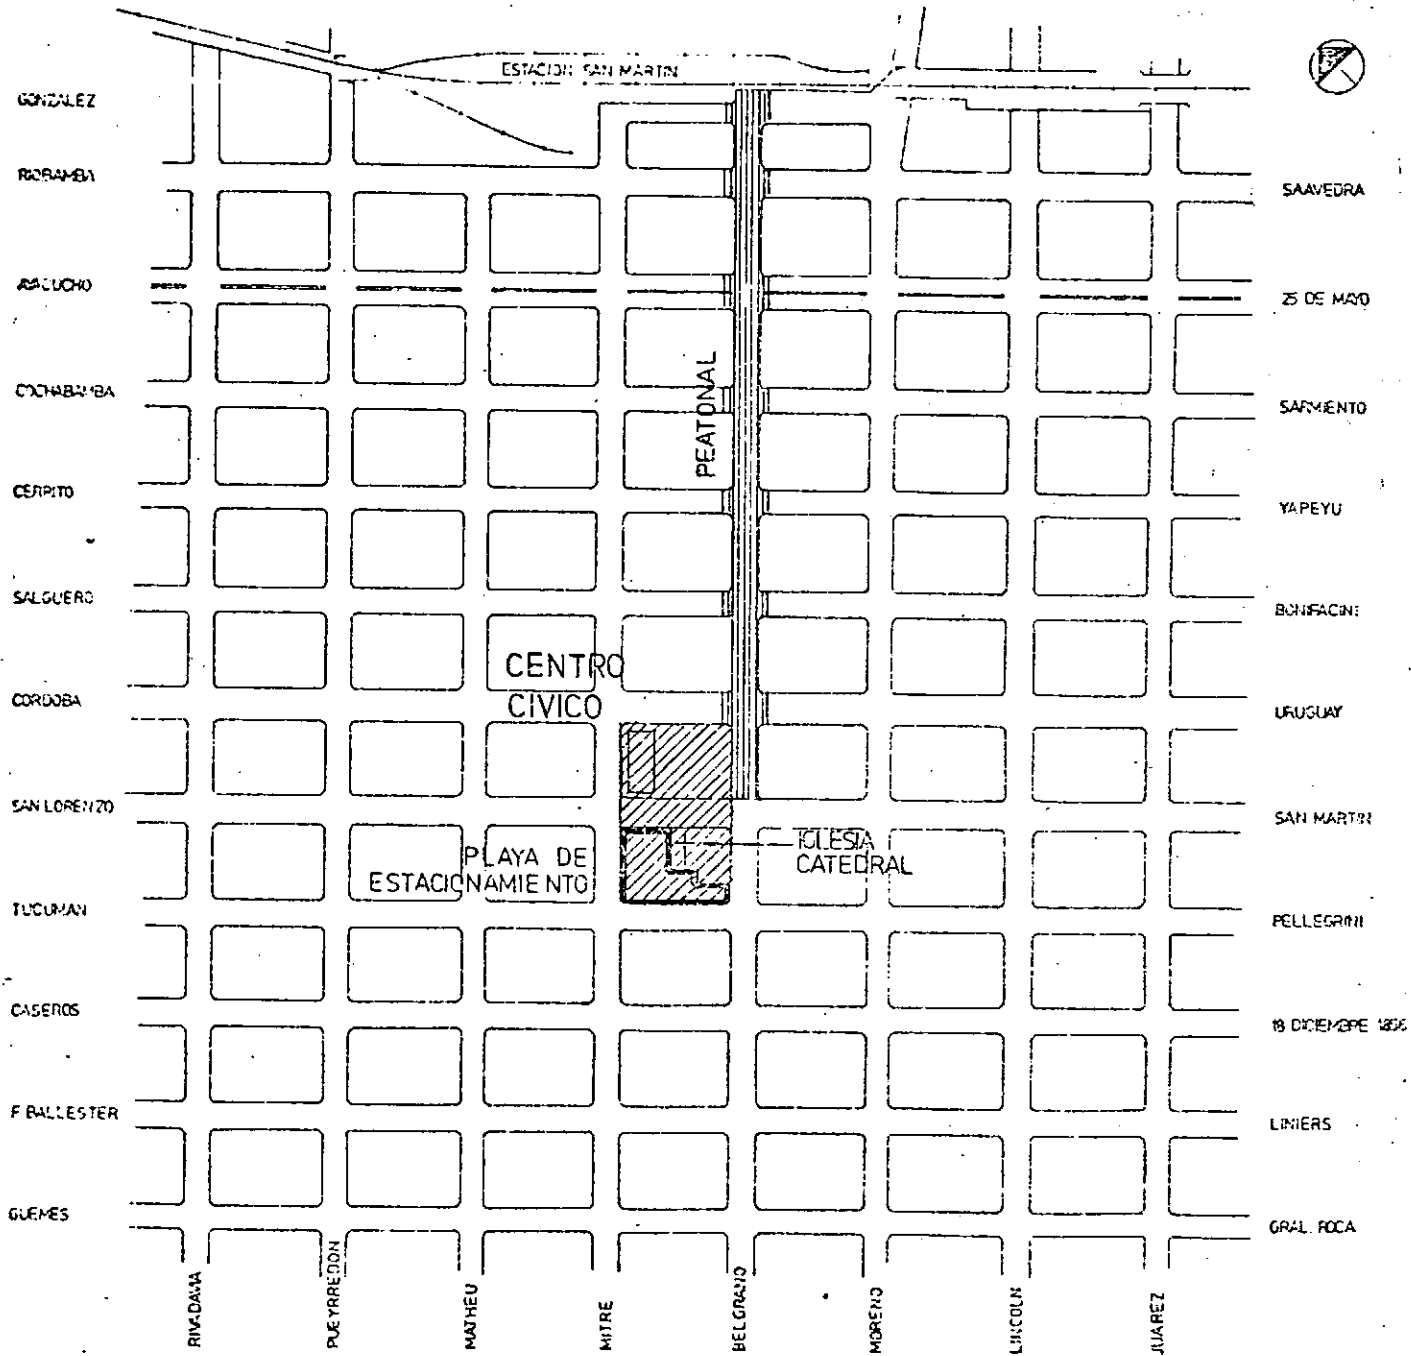 ESTACION SAN MARTIN
GONZALEZ
RIOBAMBA
SAAVEDRA
AYACUCHO
25 DE MAYO
PEATONAL
COCHABAMBA
SARMIENTO
CERRITO
YAPEYU
SALGUERO
BONIFACINI
CENTRO
CIVICO
CORDOBA
URUGUAY
SAN LORENZO
SAN MARTIN
IGLESIA
CATEDRAL
PLAYA DE
ESTACIONAMIENTO
TUCUMAN
PELLEGRINI
CASEROS
18 DICIEMBRE 1856
F BALLESTER
LINIERS
GUEMES
GRAL. ROCA
RIVADAVIA
PUEYRREDON
MATHEU
MITRE
BELGRANO
MORENO
LINCOLN
JUAREZ